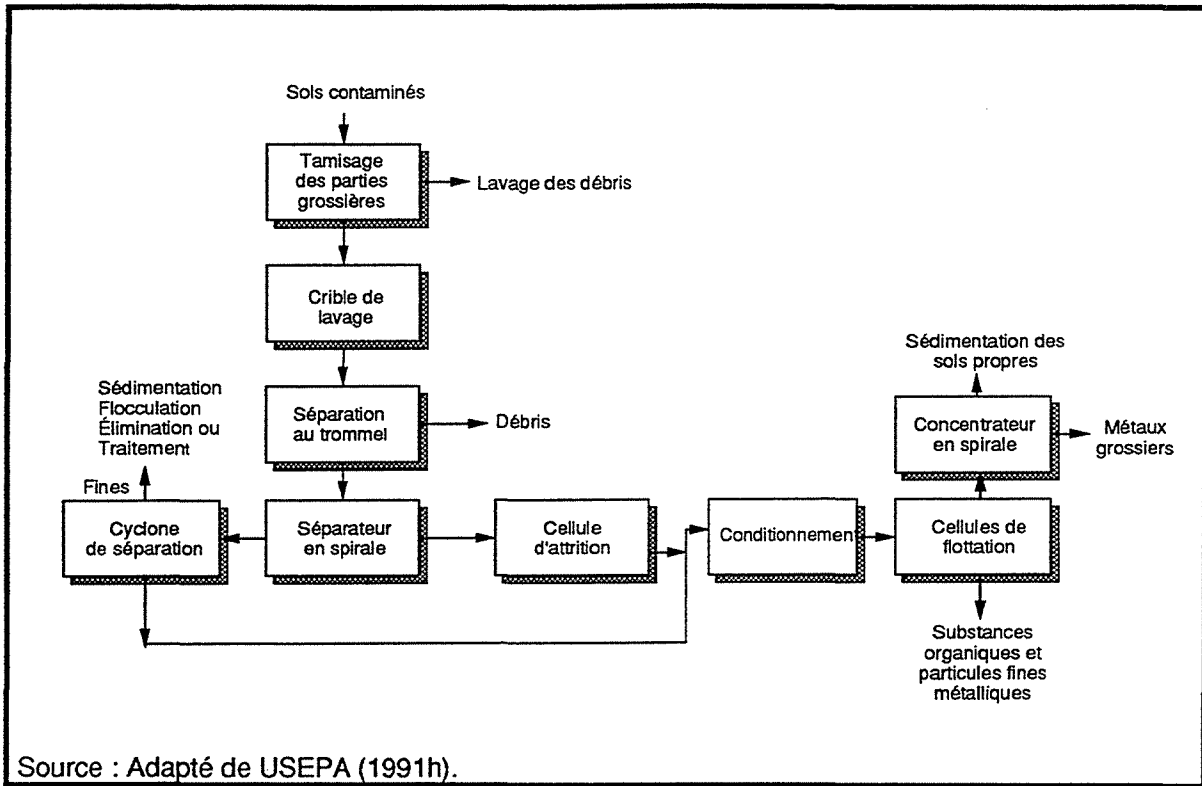 Sols contaminés
Tamisage
des parties
grossières
Lavage des débris
Crible de
lavage
Séparation
au trommel
Débris
Sédimentation
Flocculation
Élimination ou
Traitement
Fines
Cyclone
de séparation
Séparateur
en spirale
Cellule
d'attrition
Conditionnement
Cellules de
flottation
Sédimentation des
sols propres
Concentrateur
en spirale
Métaux
grossiers
Substances
organiques et
particules fines
métalliques
Source : Adapté de USEPA (1991h).